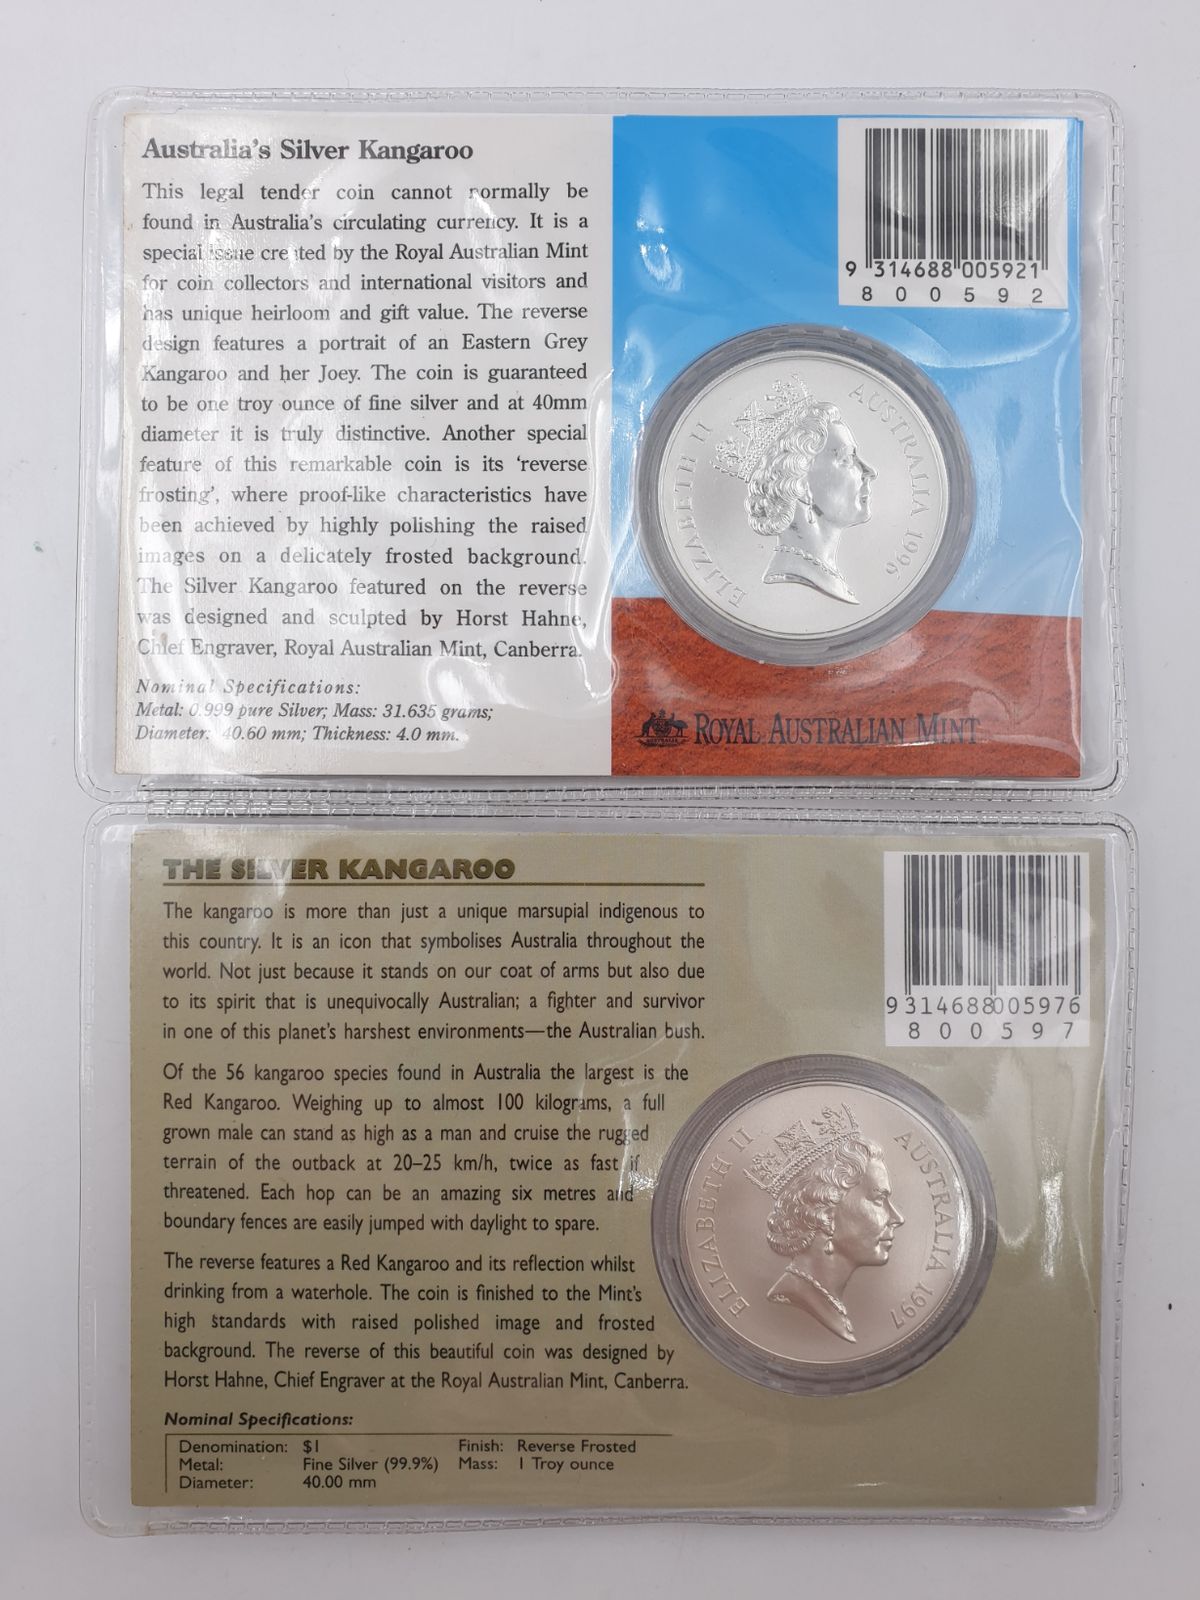 Australia's Silver Kangaroo
This legal tender coin cannot normally be
found in Australia's circulating currency. It is a
special issue created by the Royal Australian Mint
for coin collectors and international visitors and
has unique heirloom and gift value. The reverse
design features a portrait of an Eastern Grey
Kangaroo and her Joey. The coin is guaranteed
to be one troy ounce of fine silver and at 40mm
diameter it is truly distinctive. Another special
feature of this remarkable coin is its 'reverse
frosting', where proof-like characteristics have
been achieved by highly polishing the raised
images on a delicately frosted background.
The Silver Kangaroo featured on the reverse
was designed and sculpted by Horst Hahne,
Chief Engraver, Royal Australian Mint, Canberra.
Nominal Specifications:
Metal: 0.999 pure Silver; Mass: 31.635 grams;
Diameter: 40.60 mm; Thickness: 4.0 mm.
9 314688 005921
800592
ELIZABETH II AUSTRALIA 1996
ROYAL AUSTRALIAN MINT
THE SILVER KANGAROO
The kangaroo is more than just a unique marsupial indigenous to
this country. It is an icon that symbolises Australia throughout the
world. Not just because it stands on our coat of arms but also due
to its spirit that is unequivocally Australian; a fighter and survivor
in one of this planet's harshest environments—the Australian bush.
Of the 56 kangaroo species found in Australia the largest is the
Red Kangaroo. Weighing up to almost 100 kilograms, a full
grown male can stand as high as a man and cruise the rugged
terrain of the outback at 20–25 km/h, twice as fast if
threatened. Each hop can be an amazing six metres and
boundary fences are easily jumped with daylight to spare.
The reverse features a Red Kangaroo and its reflection whilst
drinking from a waterhole. The coin is finished to the Mint's
high standards with raised polished image and frosted
background. The reverse of this beautiful coin was designed by
Horst Hahne, Chief Engraver at the Royal Australian Mint, Canberra.
Nominal Specifications:
Denomination: $1 Finish: Reverse Frosted
Metal: Fine Silver (99.9%) Mass: 1 Troy ounce
Diameter: 40.00 mm
9 314688 005976
800597
ELIZABETH II AUSTRALIA 1997